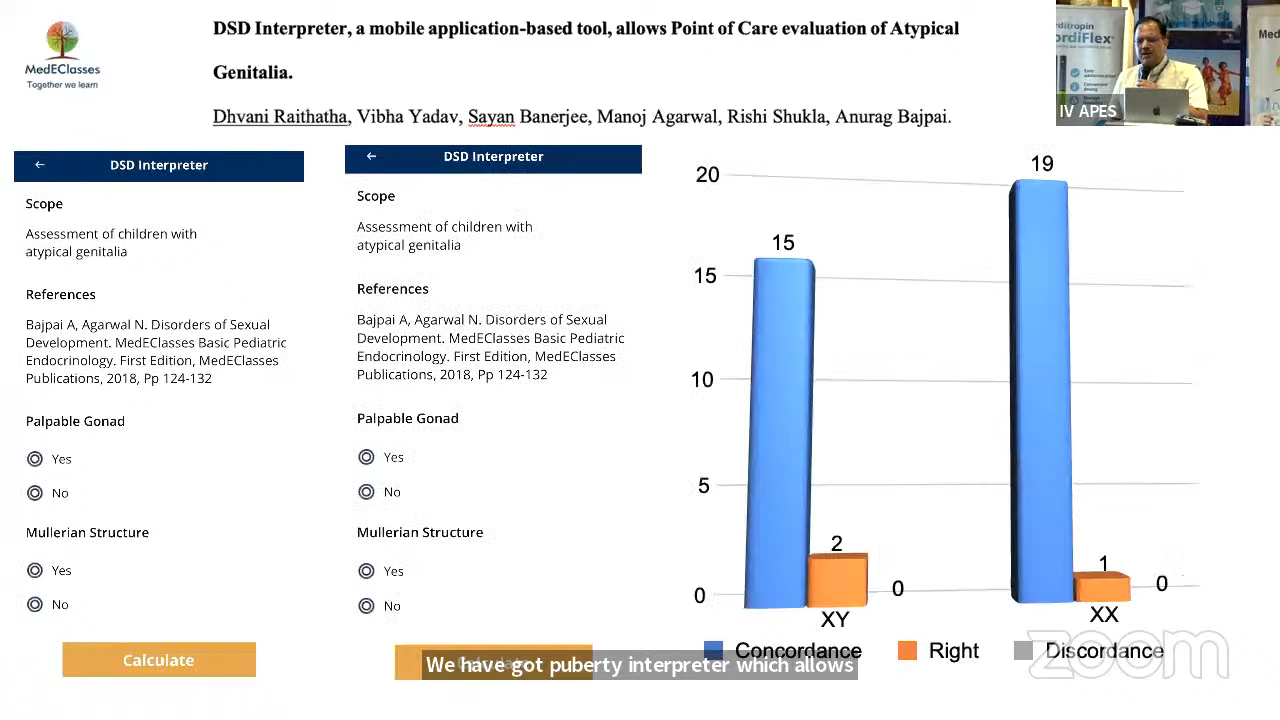 DSD Interpreter, a mobile application-based tool, allows Point of Care evaluation of Atypical
Genitalia.
Dhvani Raithatha, Vibha Yadav, Sayan Banerjee, Manoj Agarwal, Rishi Shukla, Anurag Bajpai.
MedEClasses
Together we learn
IV APES
DSD Interpreter
Scope
Assessment of children with
atypical genitalia
References
Bajpai A, Agarwal N. Disorders of Sexual
Development. MedEClasses Basic Pediatric
Endocrinology. First Edition, MedEClasses
Publications, 2018, Pp 124-132
Palpable Gonad
Yes
No
Mullerian Structure
Yes
No
Calculate
DSD Interpreter
Scope
Assessment of children with
atypical genitalia
References
Bajpai A, Agarwal N. Disorders of Sexual
Development. MedEClasses Basic Pediatric
Endocrinology. First Edition, MedEClasses
Publications, 2018, Pp 124-132
Palpable Gonad
Yes
No
Mullerian Structure
Yes
No
20
15
10
5
0
15
2
0
19
1
0
XY
XX
Concordance
Right
Discordance
We have got puberty interpreter which allows
zoom